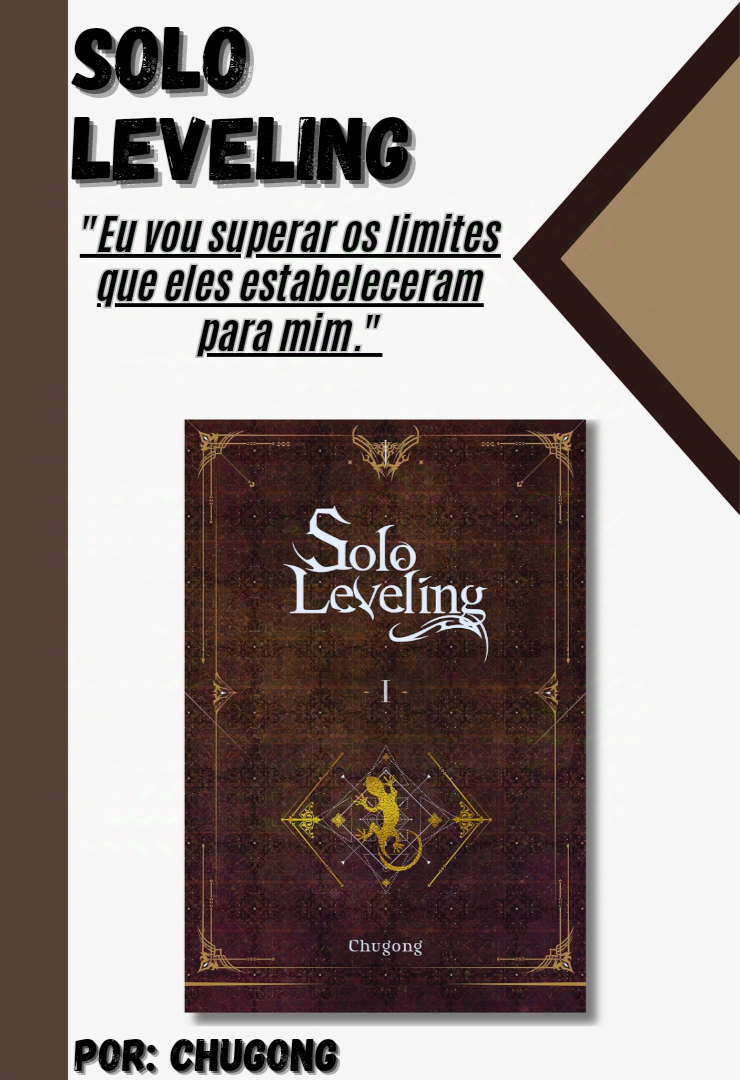 SOLO
LEVELING
"Eu vou superar os limites
que eles estabeleceram
para mim."
Solo
Leveling
I
Chugong
POR: CHUGONG